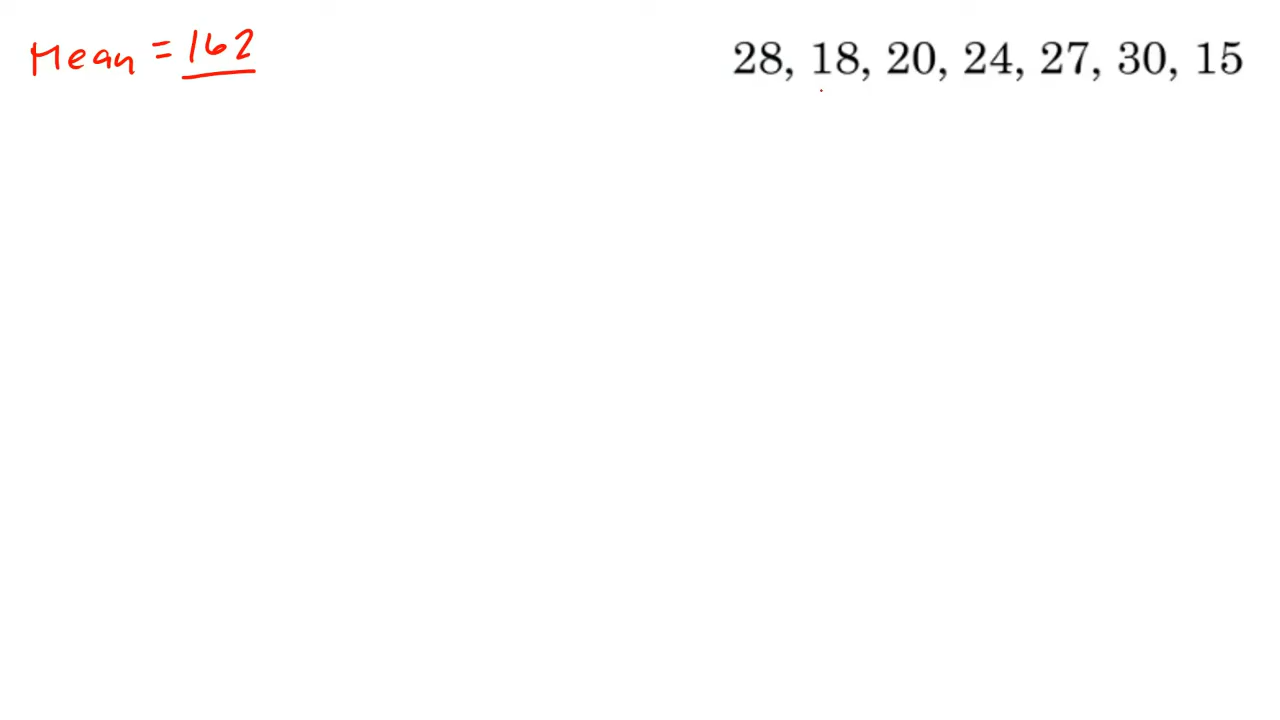 Mean = 162
28, 18, 20, 24, 27, 30, 15